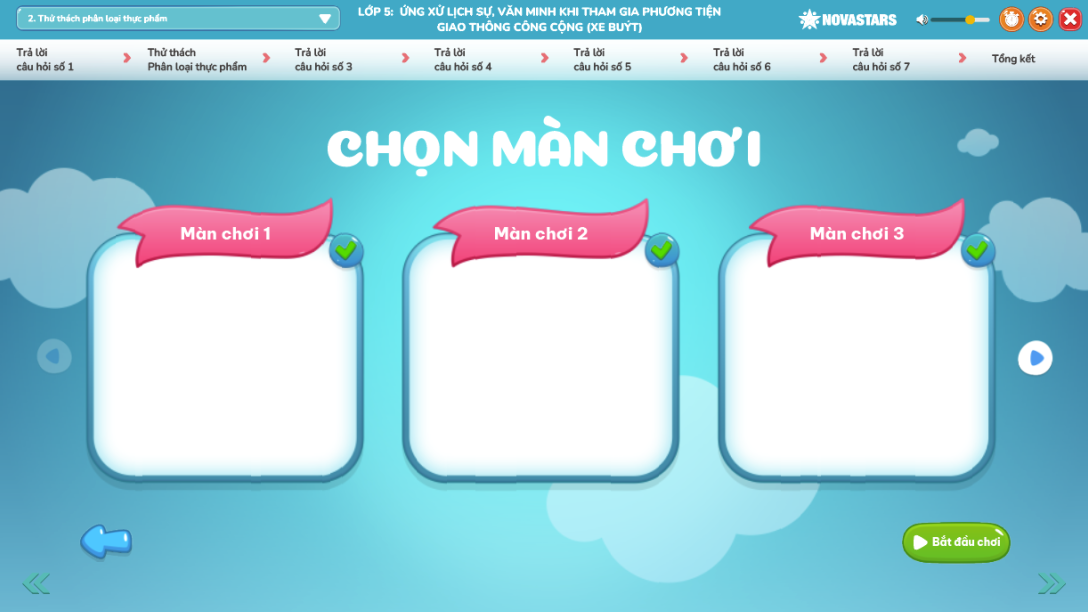 2. Thử thách phân loại thực phẩm
LỚP 5: ỨNG XỬ LỊCH SỰ, VĂN MINH KHI THAM GIA PHƯƠNG TIỆN
GIAO THÔNG CÔNG CỘNG (XE BUÝT)
NOVASTARS
Trả lời
câu hỏi số 1
Thử thách
Phân loại thực phẩm
Trả lời
câu hỏi số 3
Trả lời
câu hỏi số 4
Trả lời
câu hỏi số 5
Trả lời
câu hỏi số 6
Trả lời
câu hỏi số 7
Tổng kết
CHỌN MÀN CHƠI
Màn chơi 1
Màn chơi 2
Màn chơi 3
Bắt đầu chơi